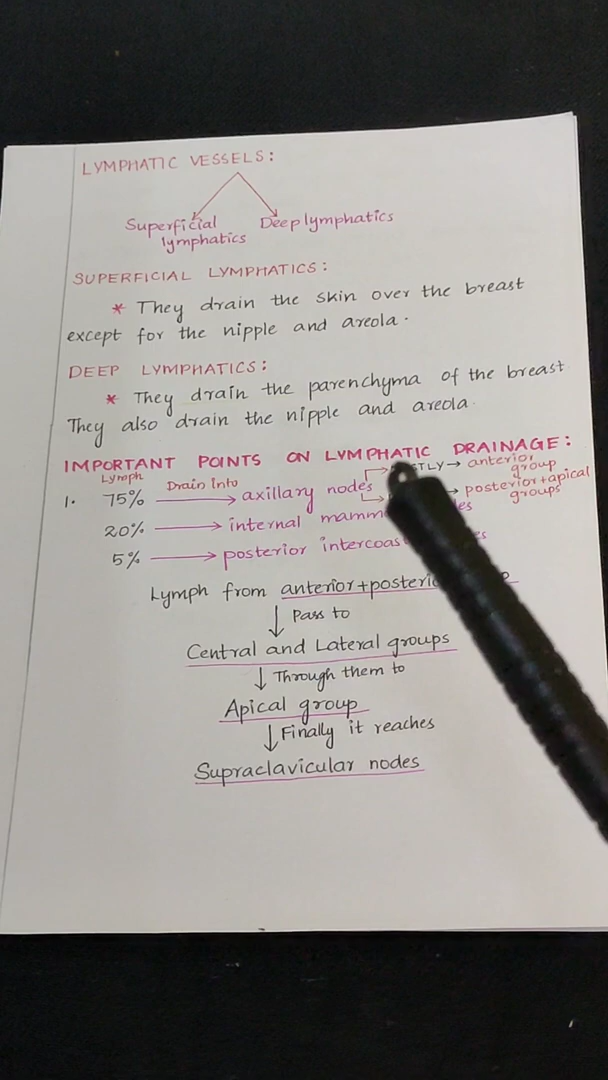 LYMPHATIC VESSELS:
Superficial lymphatics
Deep lymphatics
SUPERFICIAL LYMPHATICS:
* They drain the skin over the breast
except for the nipple and areola.
DEEP LYMPHATICS:
* They drain the parenchyma of the breast
They also drain the nipple and areola.
IMPORTANT POINTS ON LYMPHATIC DRAINAGE:
Lymph Drain Into
1. 75% → axillary nodes
→ anterior group
→ posterior+apical groups
20% → internal
5% → posterior
Lymph from anterior+
↓ Pass to
Central and Lateral groups
↓ Through them to
Apical group
↓ Finally it reaches
Supraclavicular nodes